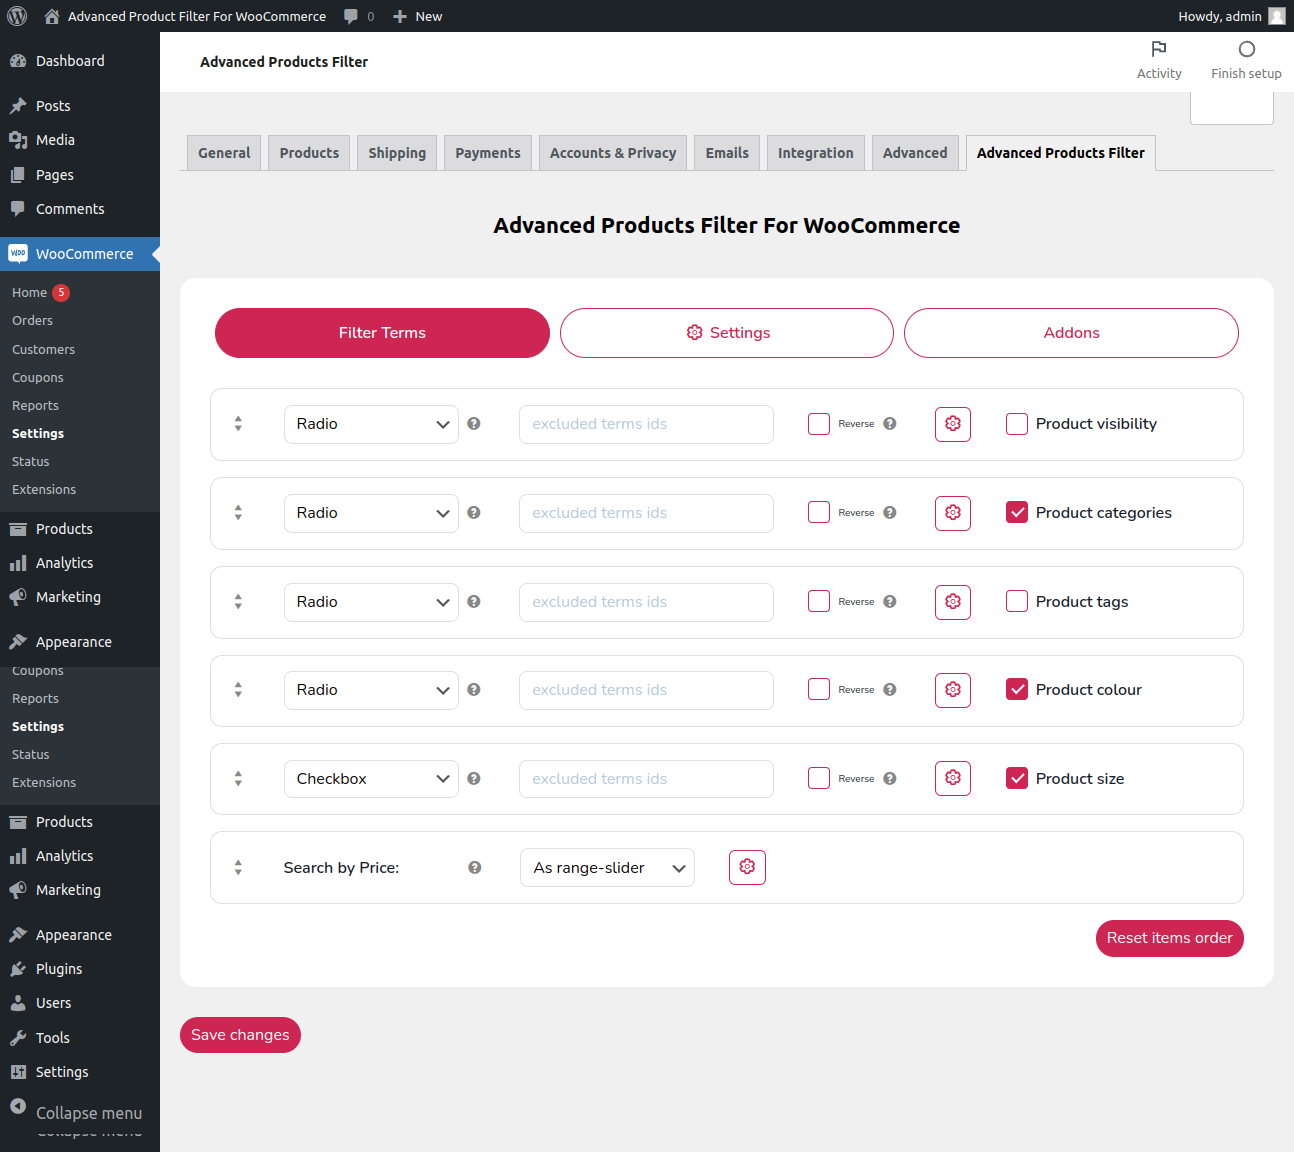 Advanced Product Filter For WooCommerce 0 New Howdy, admin
Advanced Products Filter
Activity Finish setup
Dashboard
Posts
Media
Pages
Comments
WooCommerce
Home 5
Orders
Customers
Coupons
Reports
Settings
Status
Extensions
Products
Analytics
Marketing
Appearance
Coupons
Reports
Settings
Status
Extensions
Products
Analytics
Marketing
Appearance
Plugins
Users
Tools
Settings
Collapse menu
Collapse menu
General Products Shipping Payments Accounts & Privacy Emails Integration Advanced Advanced Products Filter
Advanced Products Filter For WooCommerce
Filter Terms Settings Addons
Radio ? excluded terms ids Reverse ? Product visibility
Radio ? excluded terms ids Reverse ? Product categories
Radio ? excluded terms ids Reverse ? Product tags
Radio ? excluded terms ids Reverse ? Product colour
Checkbox ? excluded terms ids Reverse ? Product size
Search by Price: ? As range-slider
Reset items order
Save changes